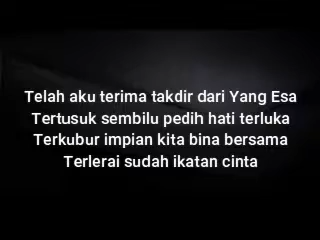 Telah aku terima takdir dari Yang Esa
Tertusuk sembilu pedih hati terluka
Terkubur impian kita bina bersama
Terlerai sudah ikatan cinta